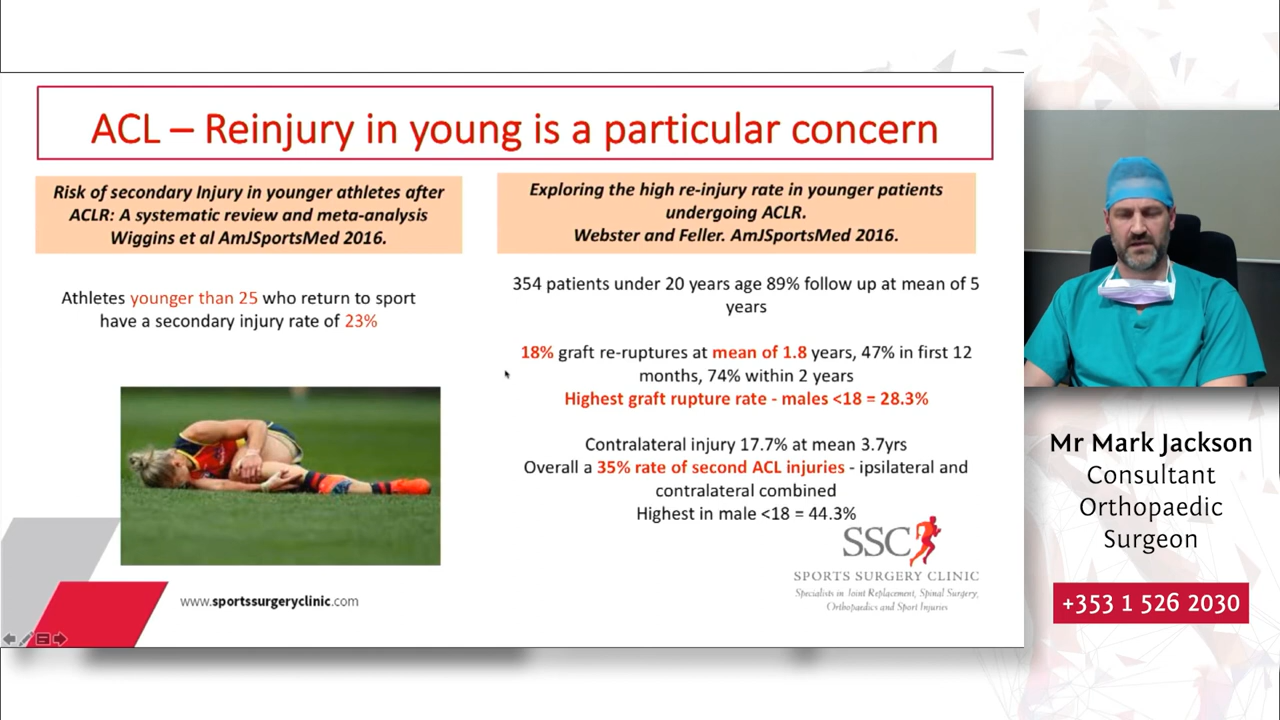 ACL – Reinjury in young is a particular concern
Risk of secondary Injury in younger athletes after
ACLR: A systematic review and meta-analysis
Wiggins et al AmJSportsMed 2016.
Athletes younger than 25 who return to sport
have a secondary injury rate of 23%
Exploring the high re-injury rate in younger patients
undergoing ACLR.
Webster and Feller. AmJSportsMed 2016.
354 patients under 20 years age 89% follow up at mean of 5
years
18% graft re-ruptures at mean of 1.8 years, 47% in first 12
months, 74% within 2 years
Highest graft rupture rate - males <18 = 28.3%
Contralateral injury 17.7% at mean 3.7yrs
Overall a 35% rate of second ACL injuries - ipsilateral and
contralateral combined
Highest in male <18 = 44.3%
SSC
SPORTS SURGERY CLINIC
Specialists in Joint Replacement, Spinal Surgery,
Orthopaedics and Sport Injuries
www.sportssurgeryclinic.com
Mr Mark Jackson
Consultant
Orthopaedic
Surgeon
+353 1 526 2030